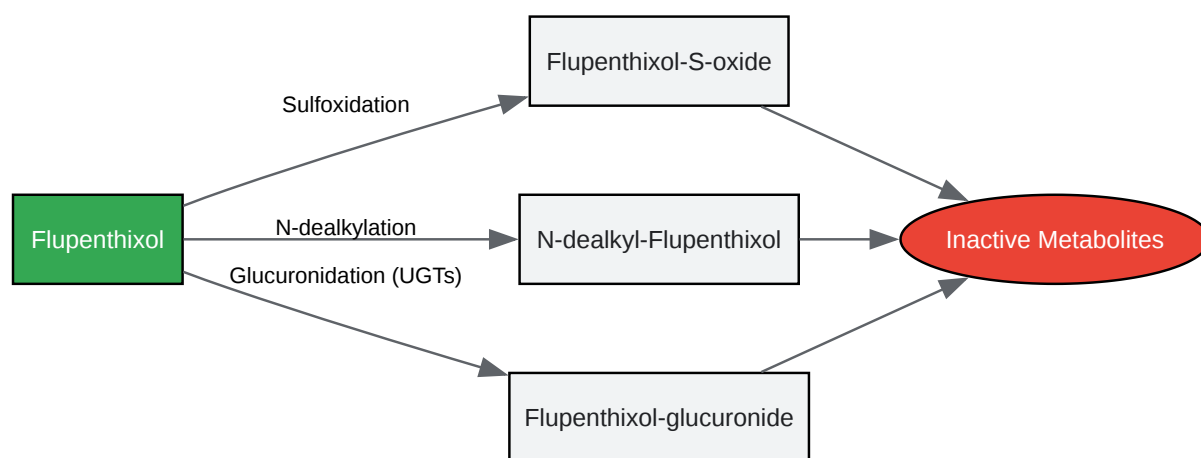 Flupenthixol-S-oxide
Sulfoxidation
Flupenthixol
N-dealkylation
N-dealkyl-Flupenthixol
Inactive Metabolites
Glucuronidation (UGTs)
Flupenthixol-glucuronide